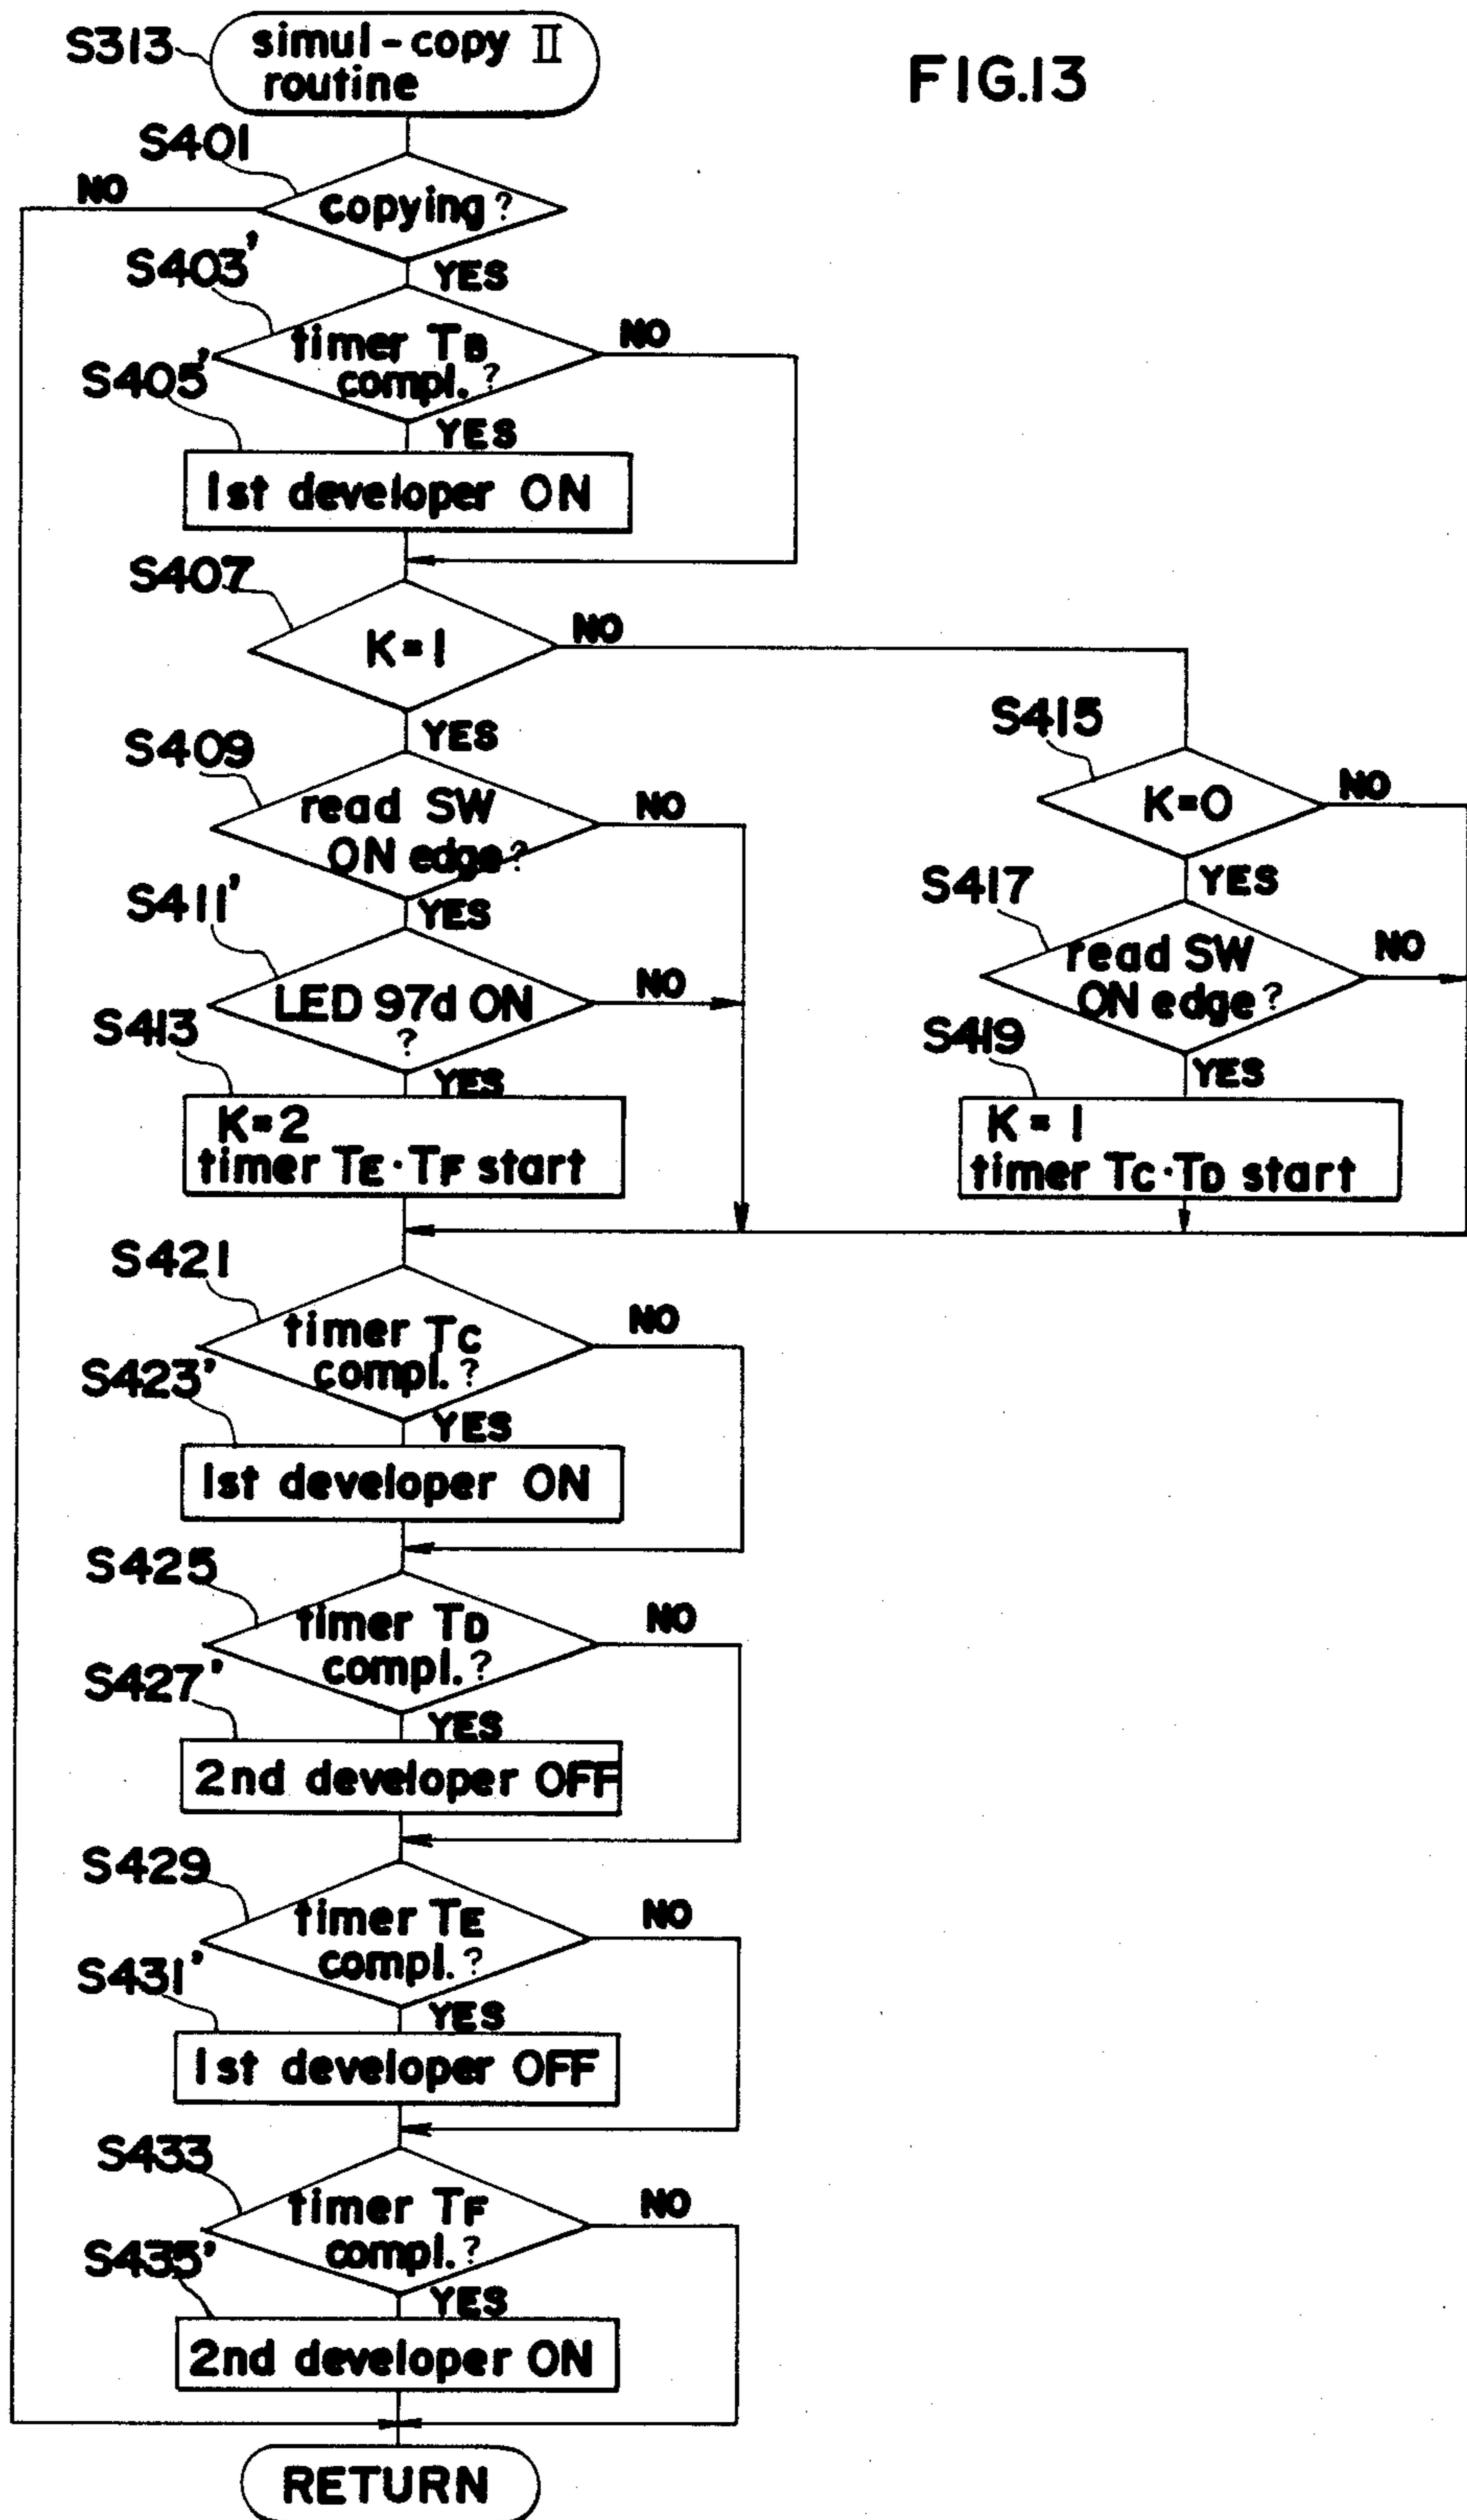 S313
simul-copy II
routine
FIG.13
S401
NO
copying?
S403'
YES
timer TB
compl.?
NO
S405'
YES
1st developer ON
S407
K=1
NO
YES
S409
read SW
ON edge?
NO
S415
K=0
NO
S411'
YES
LED 97d ON
?
NO
S417
YES
read SW
ON edge?
NO
S413
YES
K=2
timer TE·TF start
S419
YES
K=1
timer TC·TD start
S421
timer TC
compl.?
NO
S423'
YES
1st developer ON
S425
timer TD
compl.?
NO
S427'
YES
2nd developer OFF
S429
timer TE
compl.?
NO
S431'
YES
1st developer OFF
S433
timer TF
compl.?
NO
S435'
YES
2nd developer ON
RETURN